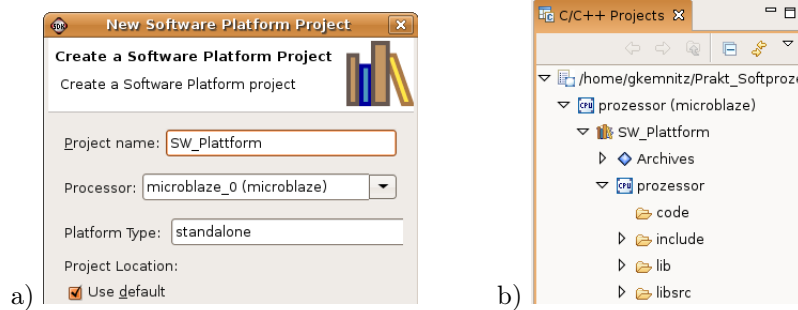 New Software Platform Project
Create a Software Platform Project
Create a Software Platform project
Project name: SW_Plattform
Processor: microblaze_0 (microblaze)
Platform Type: standalone
Project Location:
Use default
a)
C/C++ Projects
/home/gkemnitz/Prakt_Softproze
prozessor (microblaze)
SW_Plattform
Archives
prozessor
code
include
lib
libsrc
b)